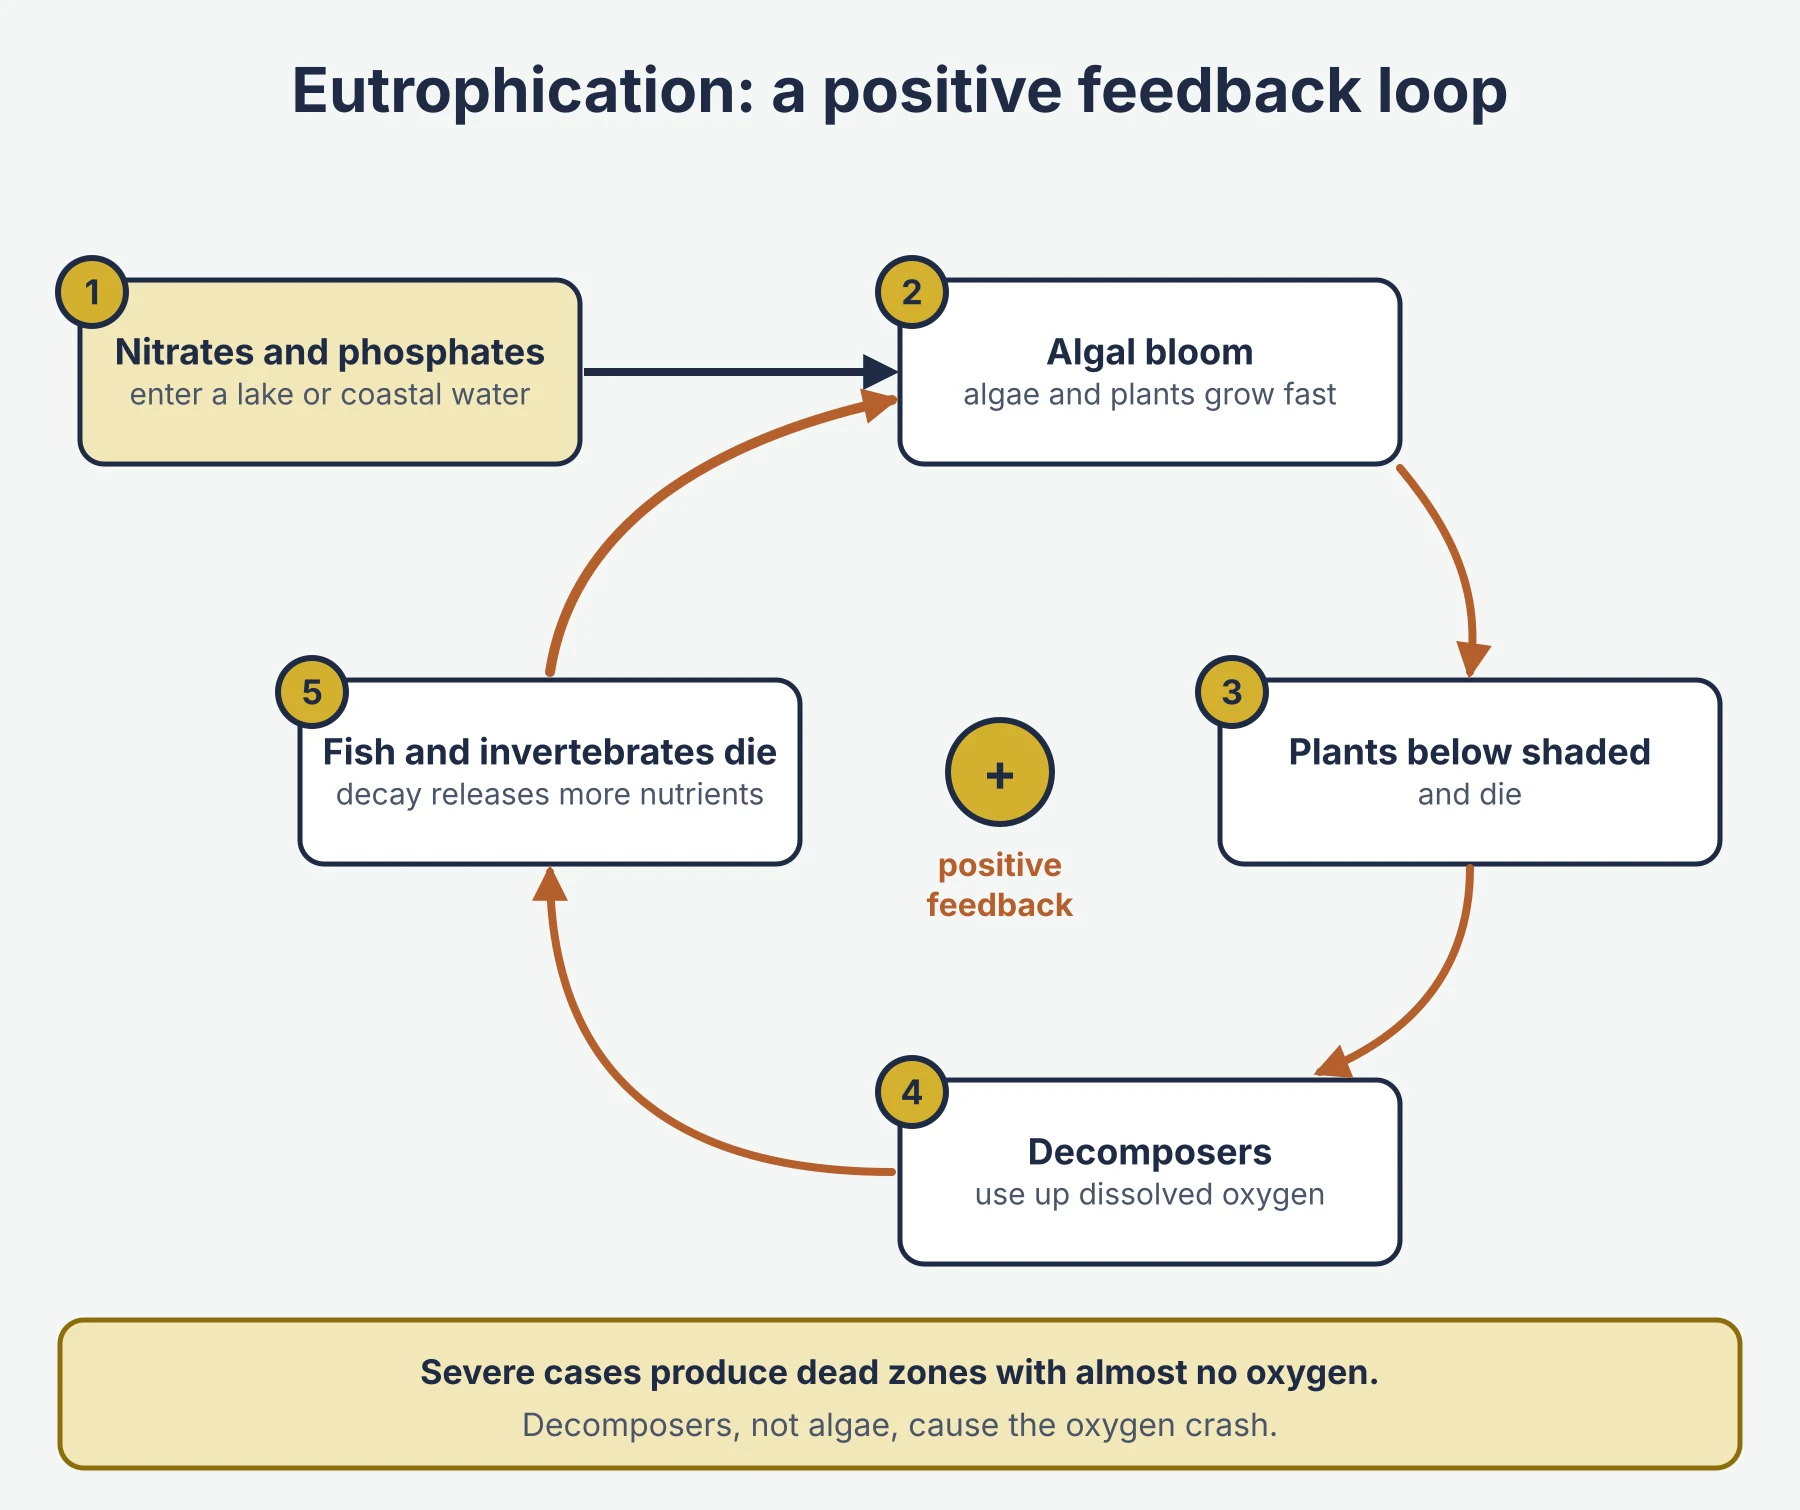 Eutrophication: a positive feedback loop
1
Nitrates and phosphates
enter a lake or coastal water
2
Algal bloom
algae and plants grow fast
3
Plants below shaded
and die
4
Decomposers
use up dissolved oxygen
5
Fish and invertebrates die
decay releases more nutrients
+
positive
feedback
Severe cases produce dead zones with almost no oxygen.
Decomposers, not algae, cause the oxygen crash.